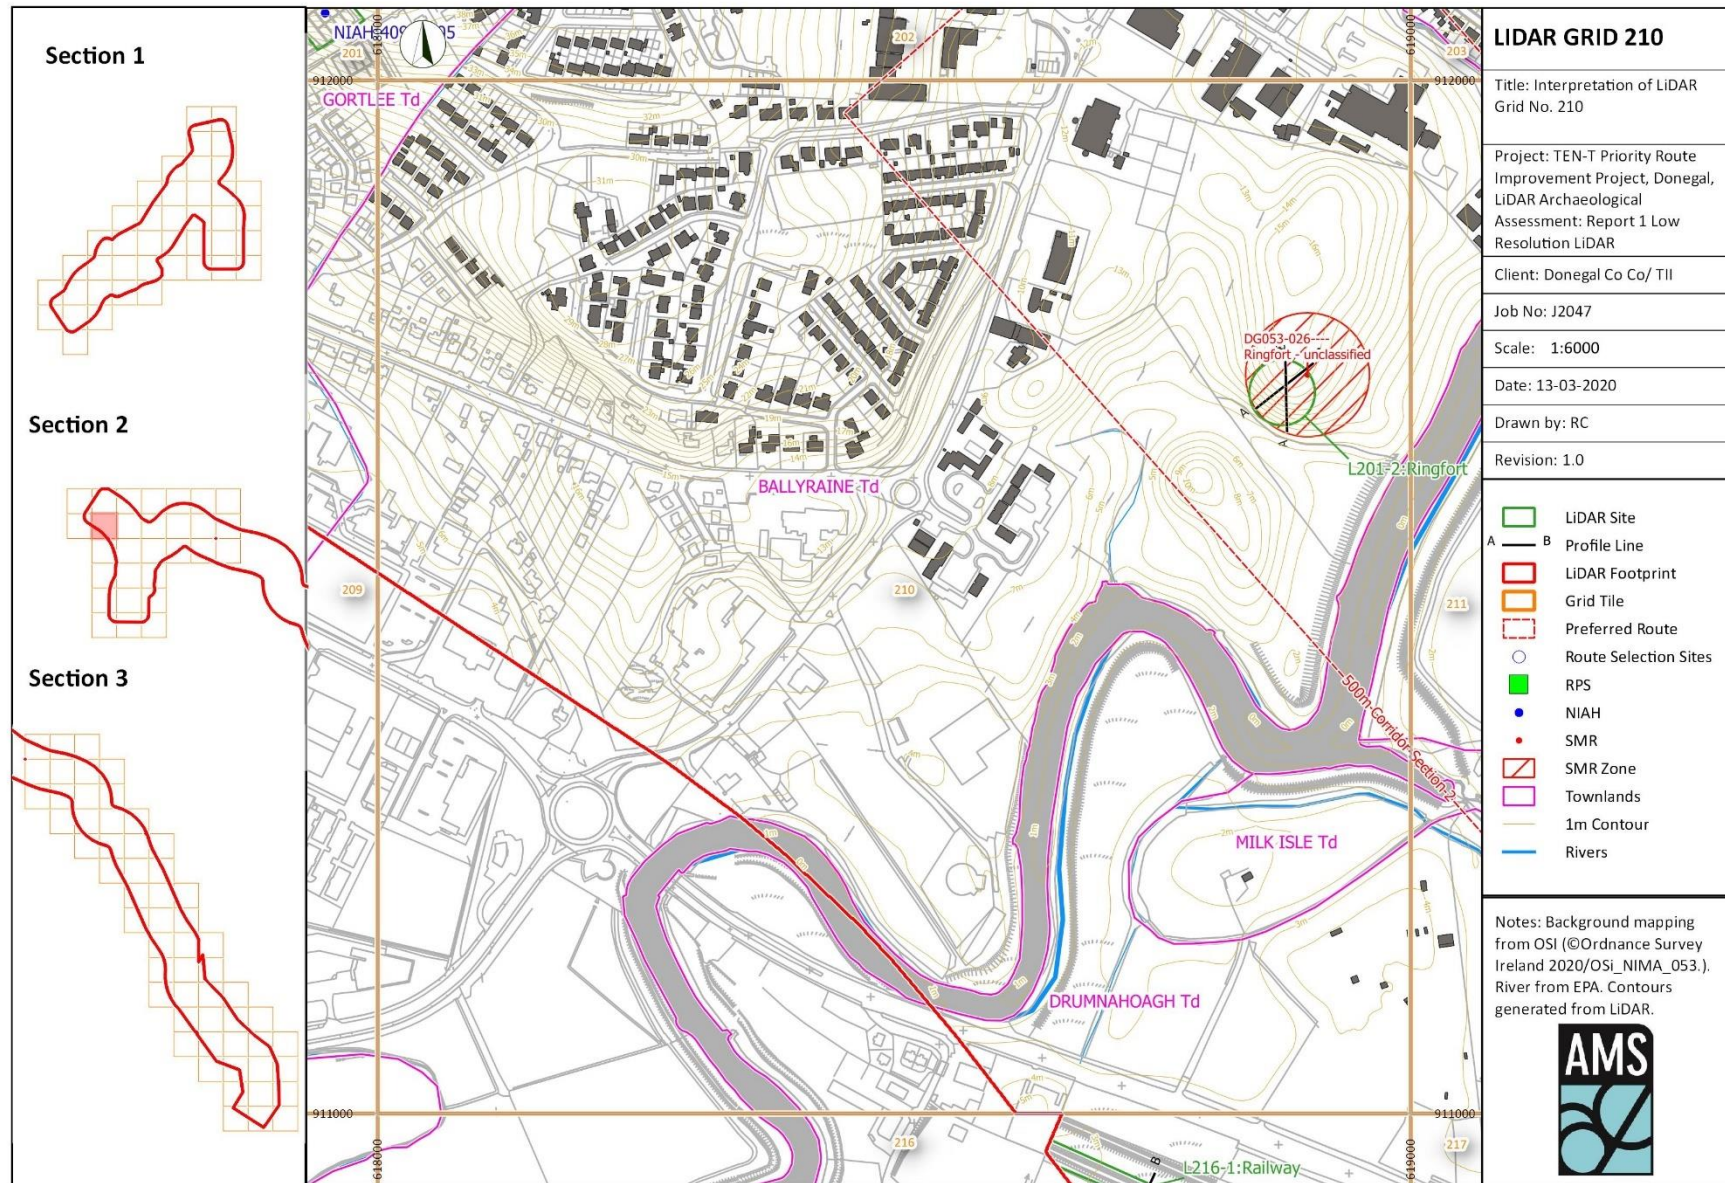 Section 1
Section 2
Section 3
201
202
203
618000
619000
912000
912000
GORTLEE Td
DG053-026----
Ringfort - unclassified
A
A
L201-2:Ringfort
BALLYRAINE Td
209
210
211
500m Corridor Section 2
MILK ISLE Td
DRUMNAHOAGH Td
911000
911000
618000
216
L216-1:Railway
B
619000
217
LIDAR GRID 210
Title: Interpretation of LiDAR
Grid No. 210
Project: TEN-T Priority Route
Improvement Project, Donegal,
LiDAR Archaeological
Assessment: Report 1 Low
Resolution LiDAR
Client: Donegal Co Co/ TII
Job No: J2047
Scale: 1:6000
Date: 13-03-2020
Drawn by: RC
Revision: 1.0
LiDAR Site
A B Profile Line
LiDAR Footprint
Grid Tile
Preferred Route
Route Selection Sites
RPS
NIAH
SMR
SMR Zone
Townlands
1m Contour
Rivers
Notes: Background mapping
from OSI (©Ordnance Survey
Ireland 2020/OSi_NIMA_053.).
River from EPA. Contours
generated from LiDAR.
AMS